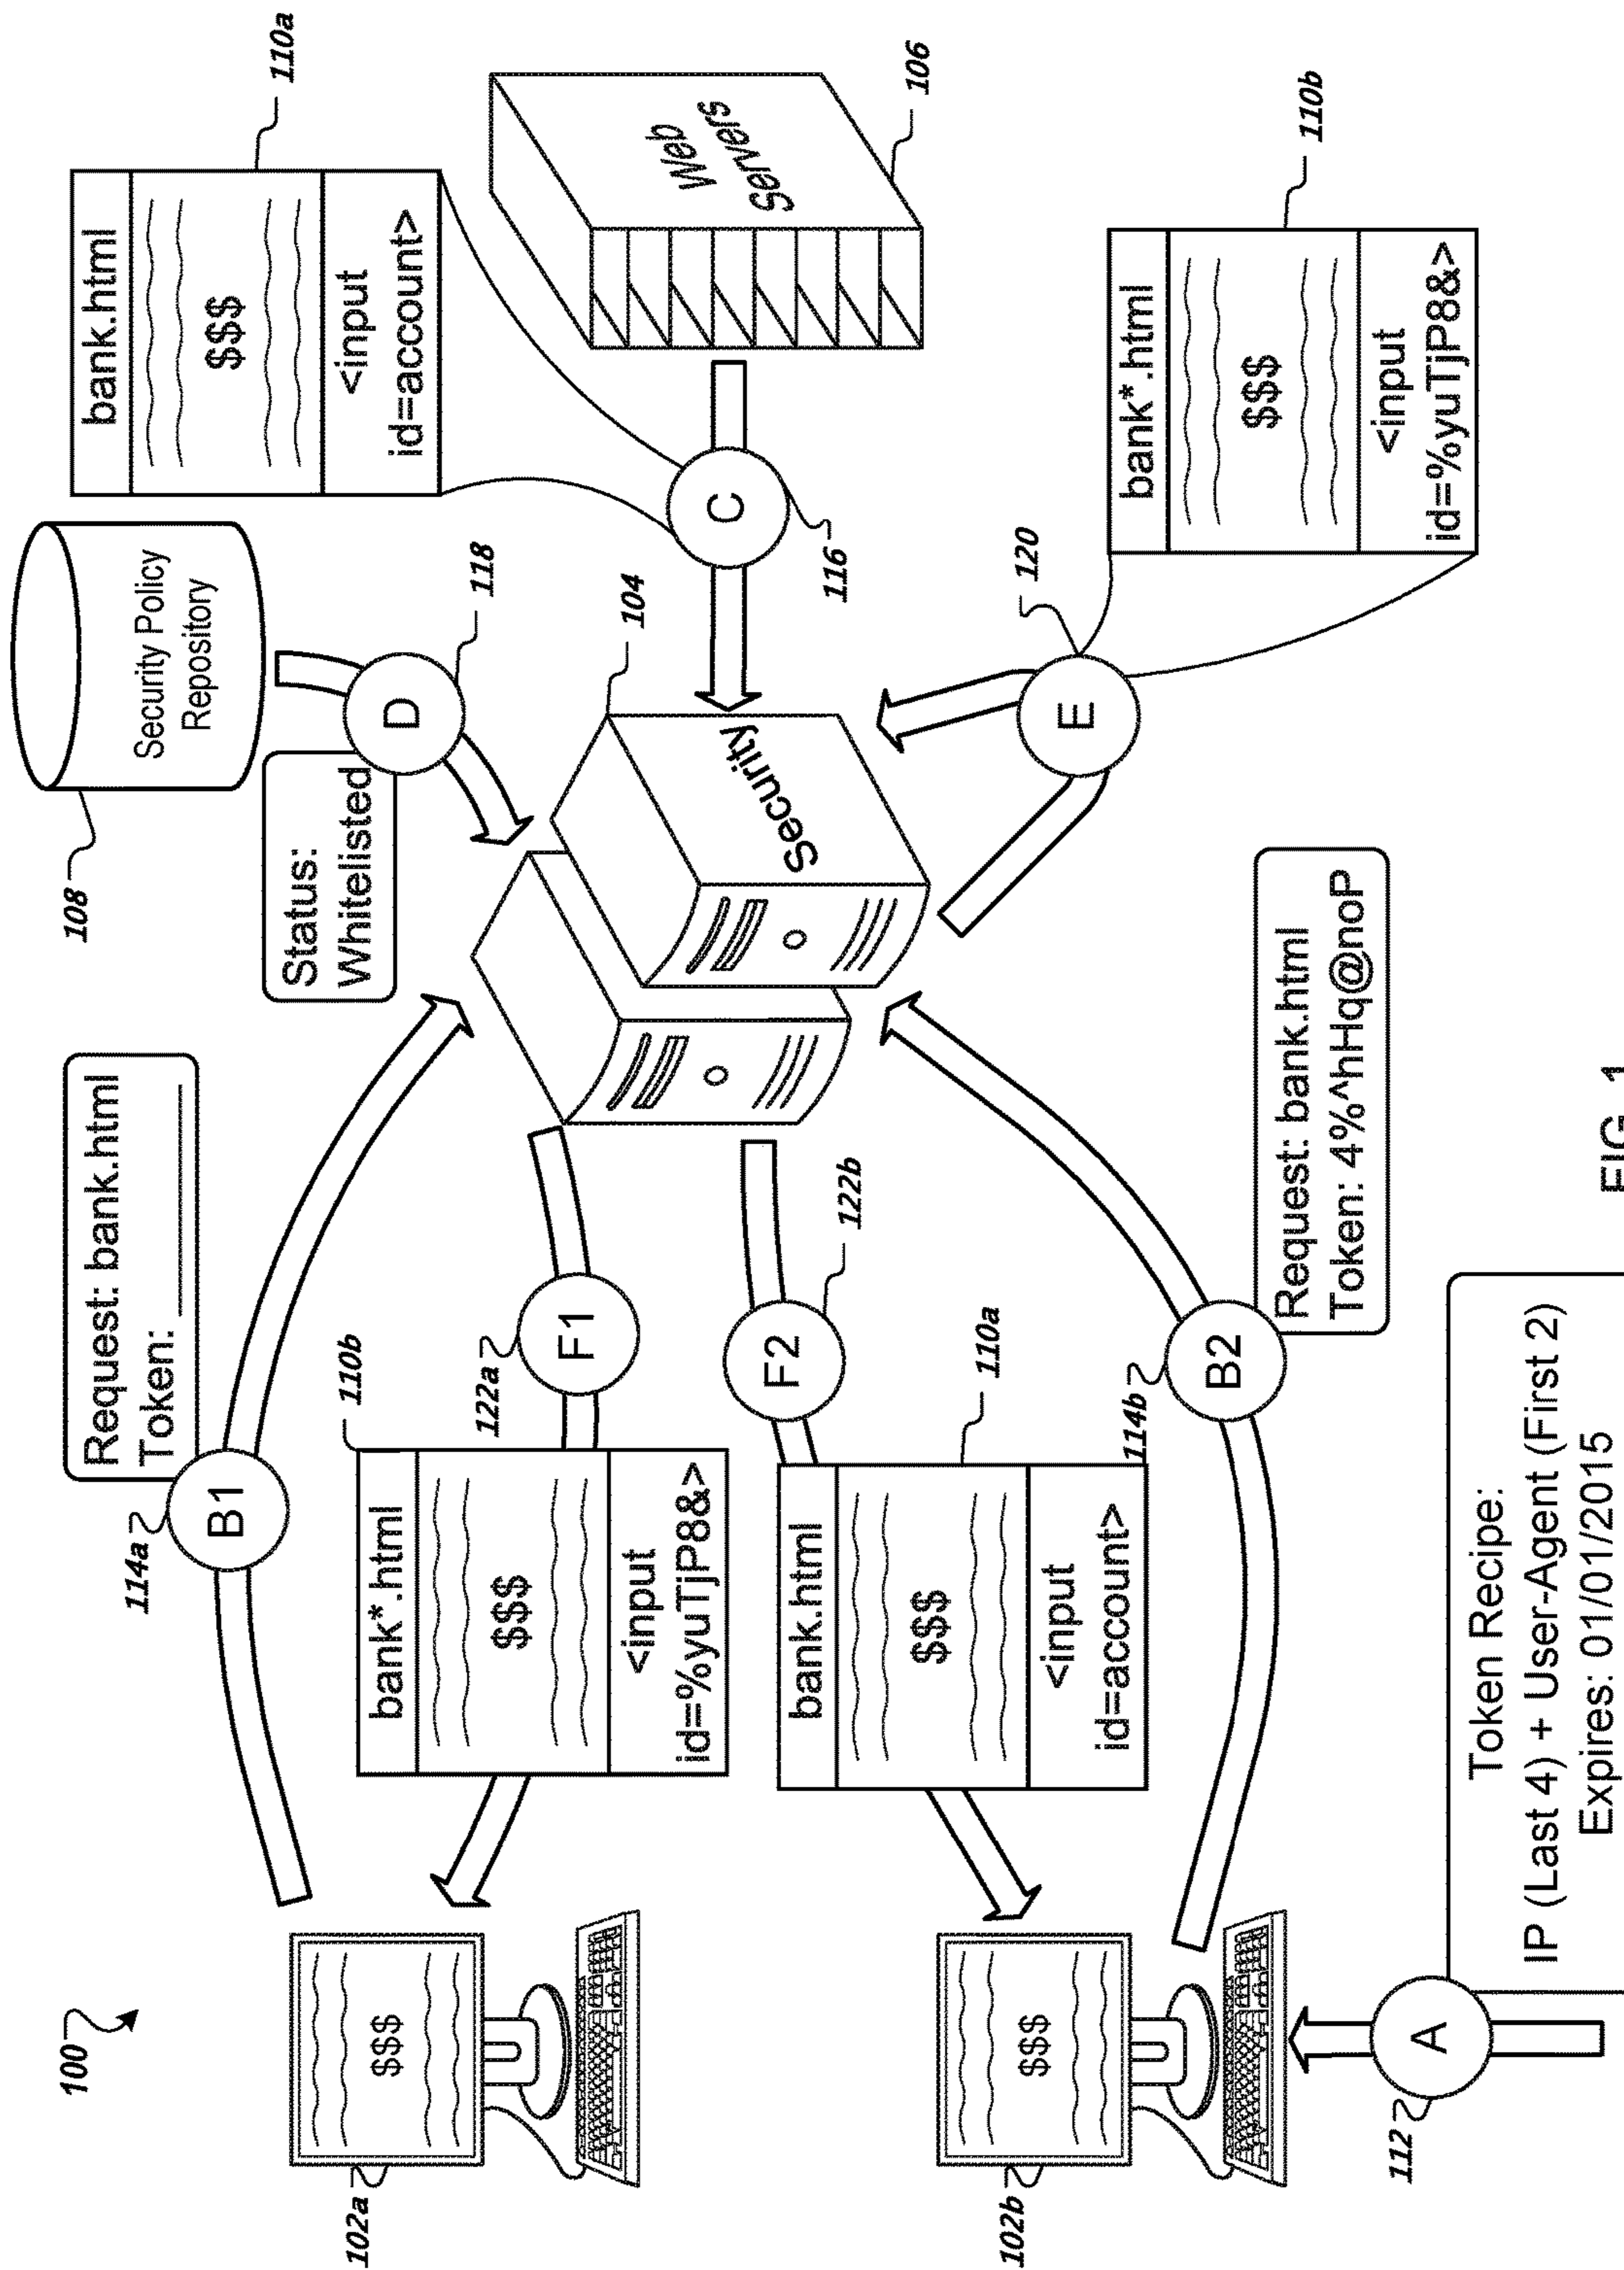 100
108
Security Policy
Repository
110a
bank.html
$$$
<input
id=account>
Request: bank.html
Token: ________
114a
B1
Status:
Whitelisted
D
118
102a
$$$
110b
bank*.html
$$$
<input
id=%yuTjP8&>
122a
F1
104
Security
C
116
Web
Servers
106
F2
122b
bank.html
$$$
<input
id=account>
110a
102b
$$$
114b
B2
Request: bank.html
Token: 4%^hHq@noP
E
120
bank*.html
$$$
<input
id=%yuTjP8&>
110b
112
A
Token Recipe:
IP (Last 4) + User-Agent (First 2)
Expires: 01/01/2015
FIG. 1